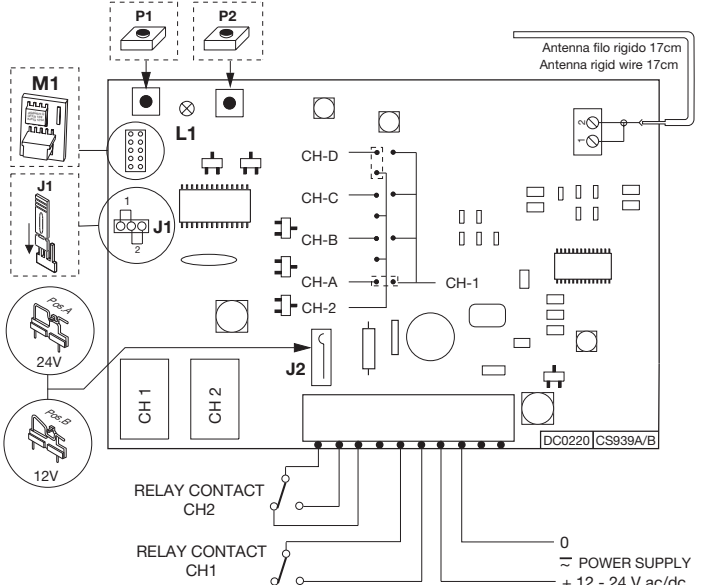 P1
P2
Antenna filo rigido 17cm
Antenna rigid wire 17cm
M1
L1
2
1
CH-D
J1
CH-C
1
J1
2
CH-B
CH-A
CH-1
CH-2
Pos.A
24V
J2
CH 1
CH 2
Pos.B
12V
DC0220
CS939A/B
RELAY CONTACT
CH2
0
RELAY CONTACT
CH1
POWER SUPPLY
+ 12 - 24 V ac/dc